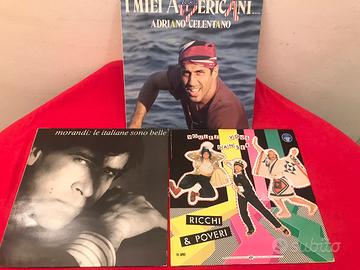 I MIEI AMERICANI....
ADRIANO CELENTANO
morandi: le italiane sono belle
RICCHI
& POVERI
subito